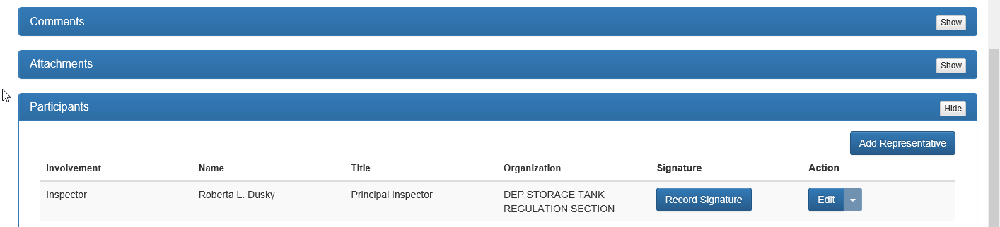 Comments
Show
Attachments
Show
Participants
Hide
Add Representative
Involvement Name Title Organization Signature Action
Inspector Roberta L. Dusky Principal Inspector DEP STORAGE TANK Record Signature Edit
REGULATION SECTION